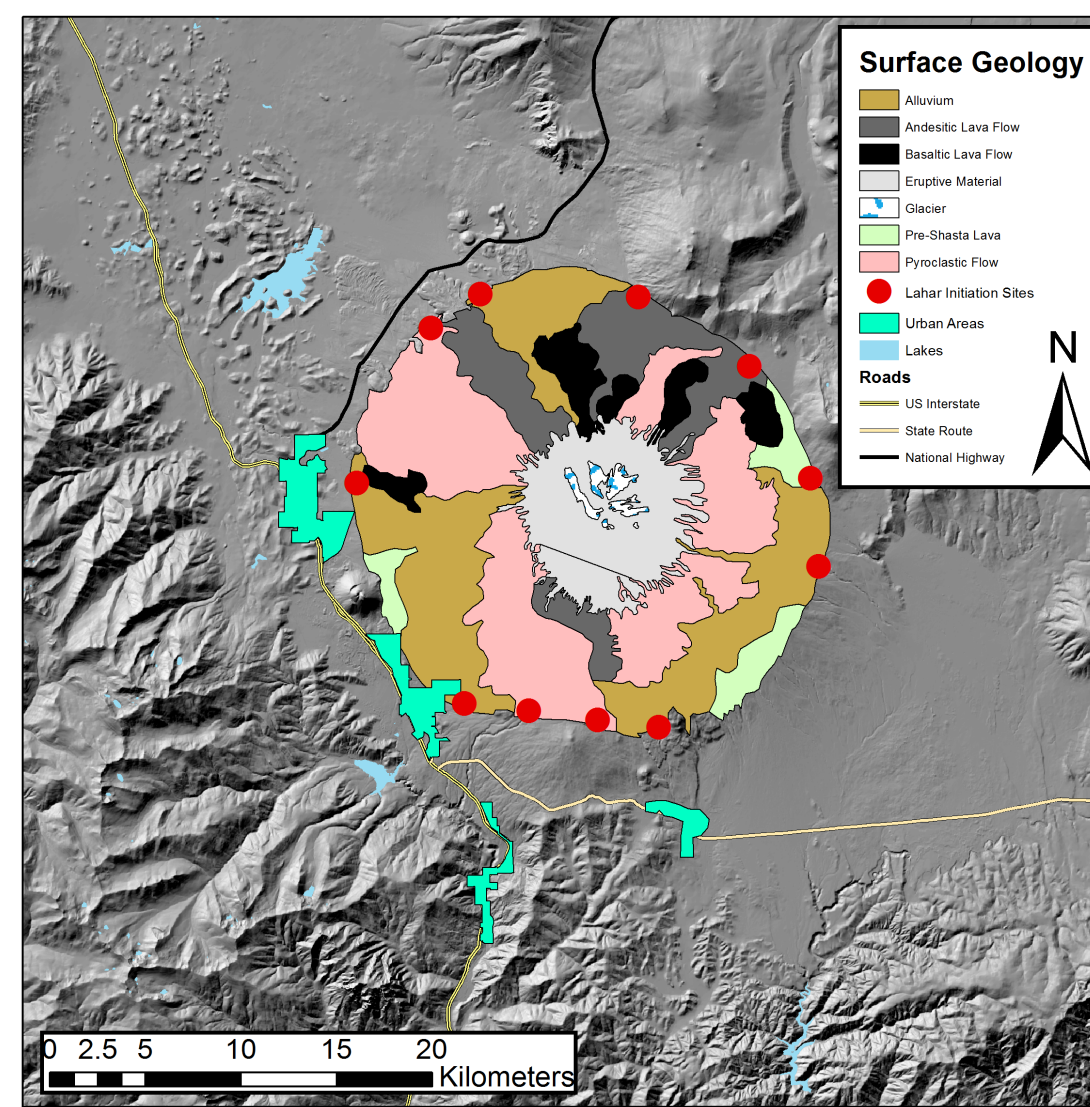 Surface Geology
Alluvium
Andesitic Lava Flow
Basaltic Lava Flow
Eruptive Material
Glacier
Pre-Shasta Lava
Pyroclastic Flow
Lahar Initiation Sites
Urban Areas
Lakes
Roads
US Interstate
State Route
National Highway
N
0 2.5 5 10 15 20
Kilometers